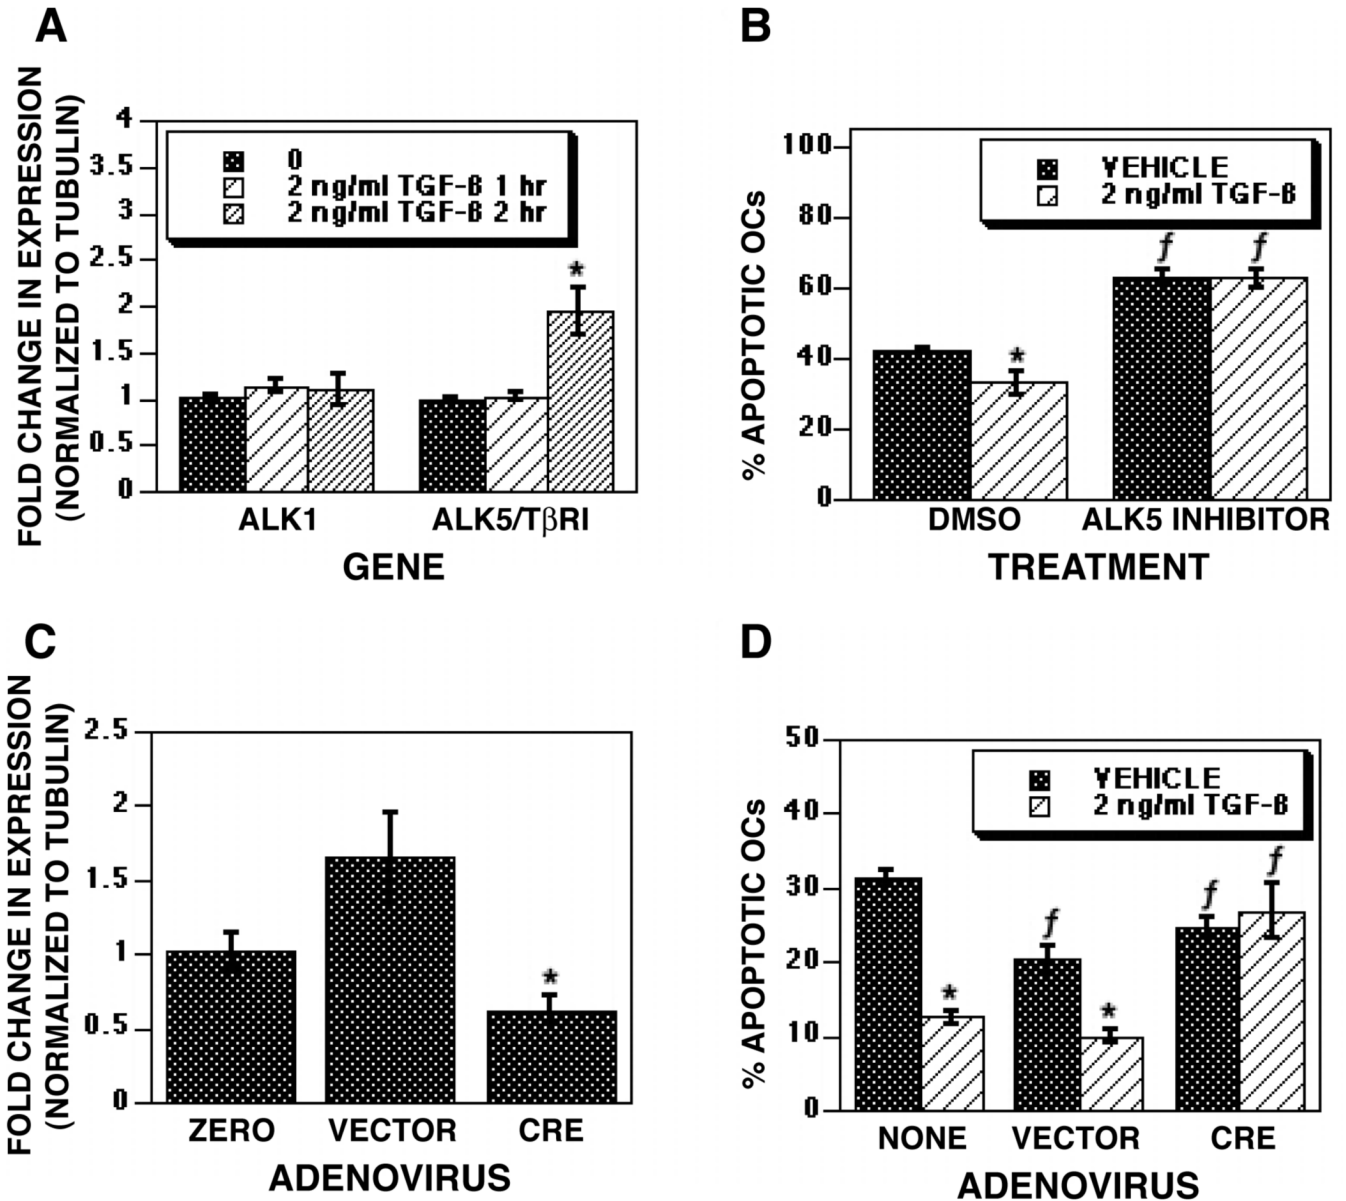 A
FOLD CHANGE IN EXPRESSION
(NORMALIZED TO TUBULIN)
4
3.5
3
2.5
2
1.5
1
0.5
0
0
2 ng/ml TGF-ß 1 hr
2 ng/ml TGF-ß 2 hr
*
ALK1 ALK5/TβRI
GENE
B
% APOPTOTIC OCs
100
80
60
40
20
0
VEHICLE
2 ng/ml TGF-ß
*
ƒ ƒ
DMSO ALK5 INHIBITOR
TREATMENT
C
FOLD CHANGE IN EXPRESSION
(NORMALIZED TO TUBULIN)
2.5
2
1.5
1
0.5
0
*
ZERO VECTOR CRE
ADENOVIRUS
D
% APOPTOTIC OCs
50
40
30
20
10
0
VEHICLE
2 ng/ml TGF-ß
*
ƒ
*
ƒ
ƒ
NONE VECTOR CRE
ADENOVIRUS